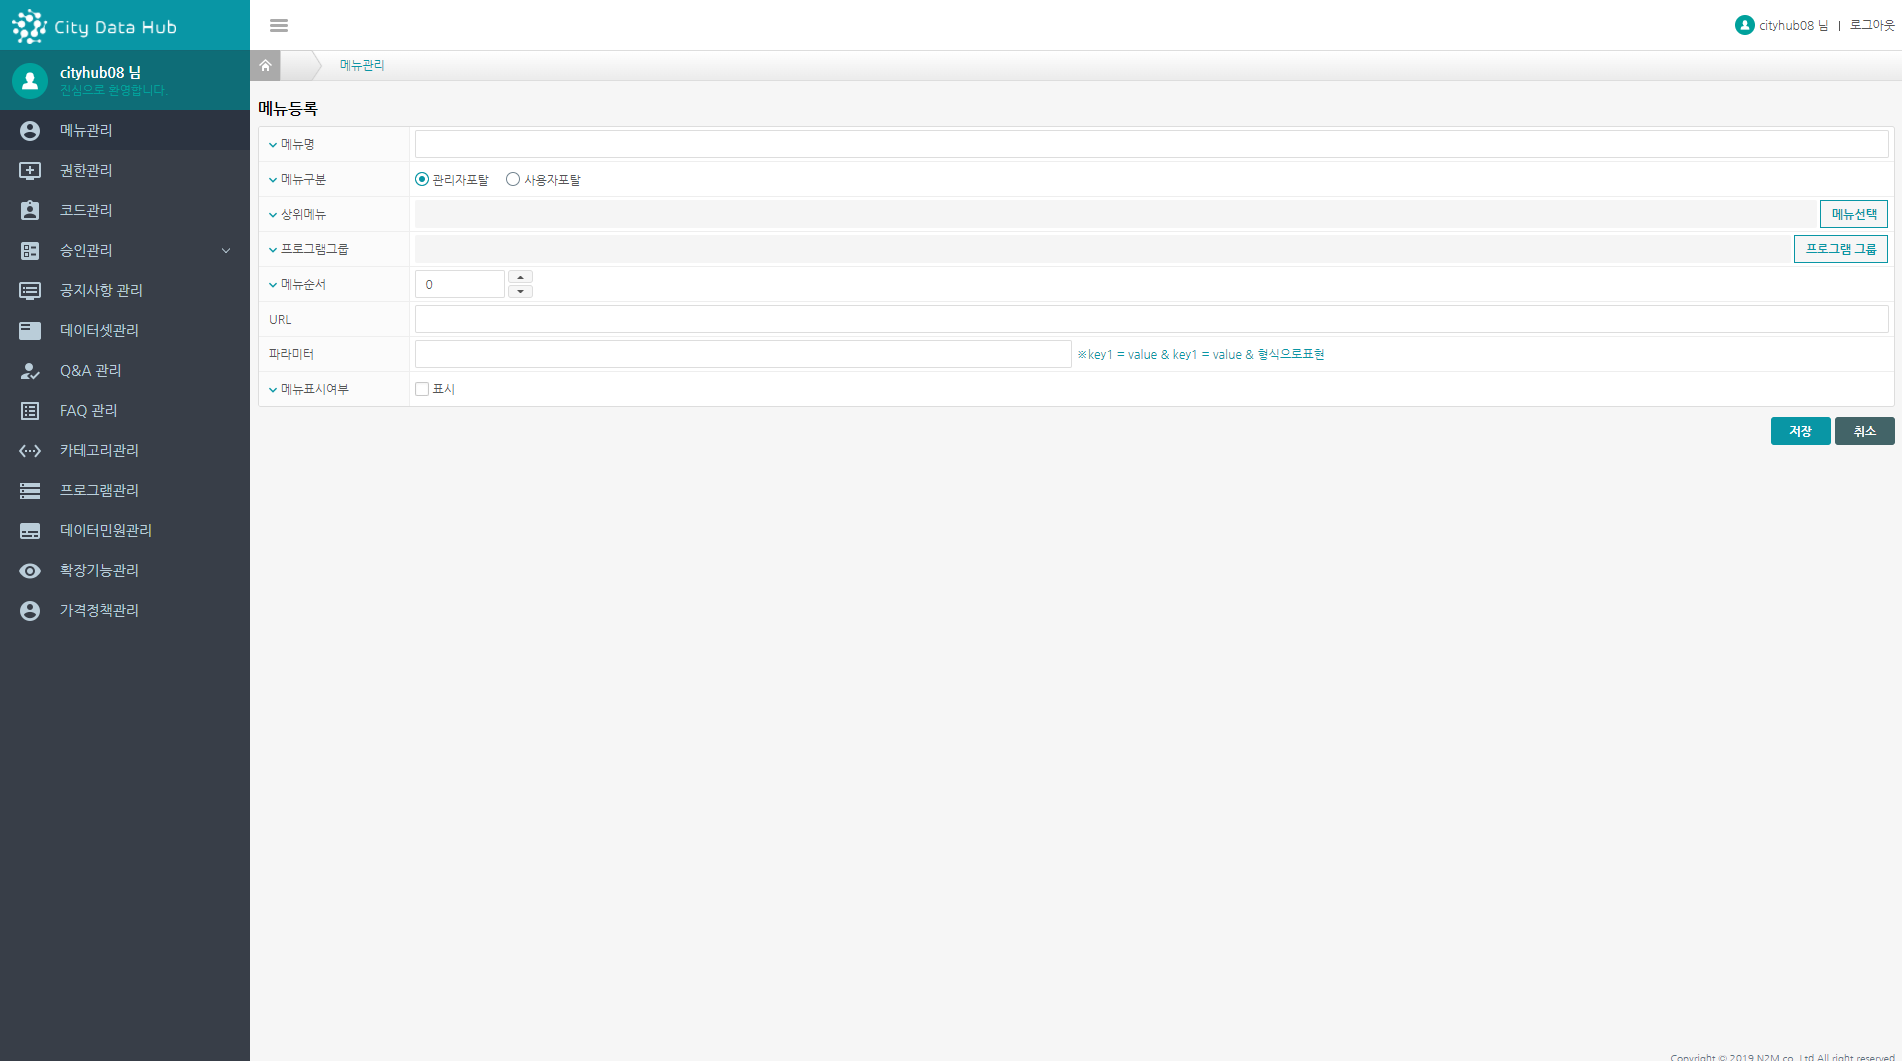 City Data Hub
cityhub08 님 | 로그아웃
cityhub08 님
진심으로 환영합니다.
메뉴관리
권한관리
코드관리
승인관리
공지사항 관리
데이터셋관리
Q&A 관리
FAQ 관리
카테고리관리
프로그램관리
데이터민원관리
확장기능관리
가격정책관리
메뉴관리
메뉴등록
메뉴명
메뉴구분 관리자포탈 사용자포탈
상위메뉴 메뉴선택
프로그램그룹 프로그램 그룹
메뉴순서 0
URL
파라미터 ※key1 = value & key1 = value & 형식으로표현
메뉴표시여부 표시
저장 취소
Copyright © 2019 N2M co. Ltd All right reserved